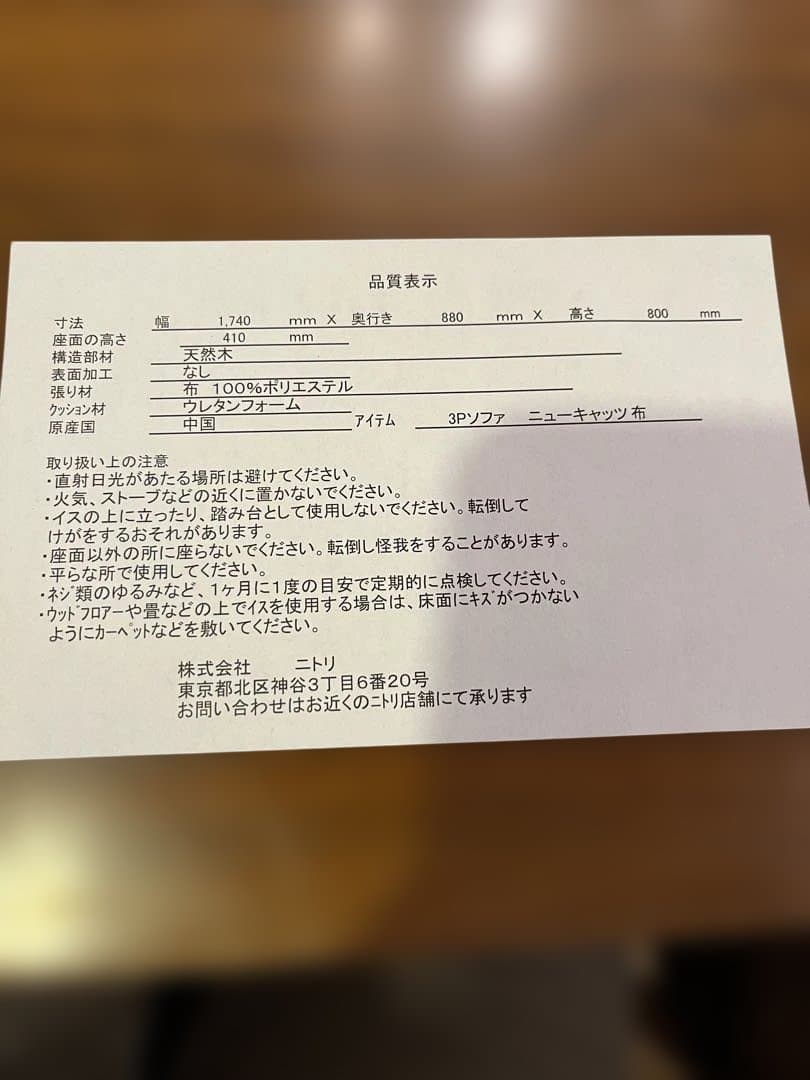 品質表示
寸法 幅 1,740 mm X 奥行き 880 mm X 高さ 800 mm
座面の高さ 410 mm
構造部材 天然木
表面加工 なし
張り材 布 100%ポリエステル
ｸｯｼｮﾝ材 ウレタンフォーム
原産国 中国 ｱｲﾃﾑ 3Pソファ ニューキャッツ 布
取り扱い上の注意
・直射日光があたる場所は避けてください。
・火気、ストーブなどの近くに置かないでください。
・イスの上に立ったり、踏み台として使用しないでください。転倒して
けがをするおそれがあります。
・座面以外の所に座らないでください。転倒し怪我をすることがあります。
・平らな所で使用してください。
・ﾈｼﾞ類のゆるみなど、1ヶ月に1度の目安で定期的に点検してください。
・ｳｯﾄﾞﾌﾛｱｰや畳などの上でｲｽを使用する場合は、床面にｷｽﾞがつかない
ようにｶｰﾍﾟｯﾄなどを敷いてください。
株式会社 ニトリ
東京都北区神谷3丁目6番20号
お問い合わせはお近くのﾆﾄﾘ店舗にて承ります